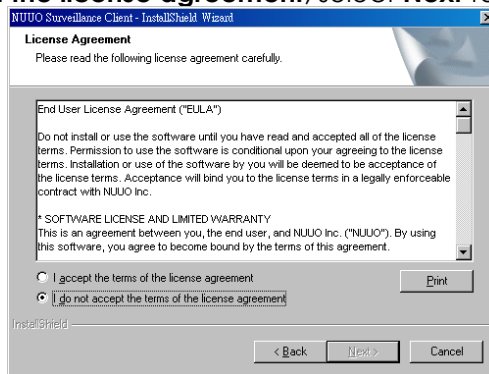 the license agreement, select Next
NUUO Surveillance Client - InstallShield Wizard
License Agreement
Please read the following license agreement carefully.
End User License Agreement ("EULA")
Do not install or use the software until you have read and accepted all of the license
terms. Permission to use the software is conditional upon your agreeing to the license
terms. Installation or use of the software by you will be deemed to be acceptance of
the license terms. Acceptance will bind you to the license terms in a legally enforceable
contract with NUUO Inc.
* SOFTWARE LICENSE AND LIMITED WARRANTY
This is an agreement between you, the end user, and NUUO Inc. ("NUUO"). By using
this software, you agree to become bound by the terms of this agreement.
I accept the terms of the license agreement
Print
I do not accept the terms of the license agreement
InstallShield
< Back Next > Cancel